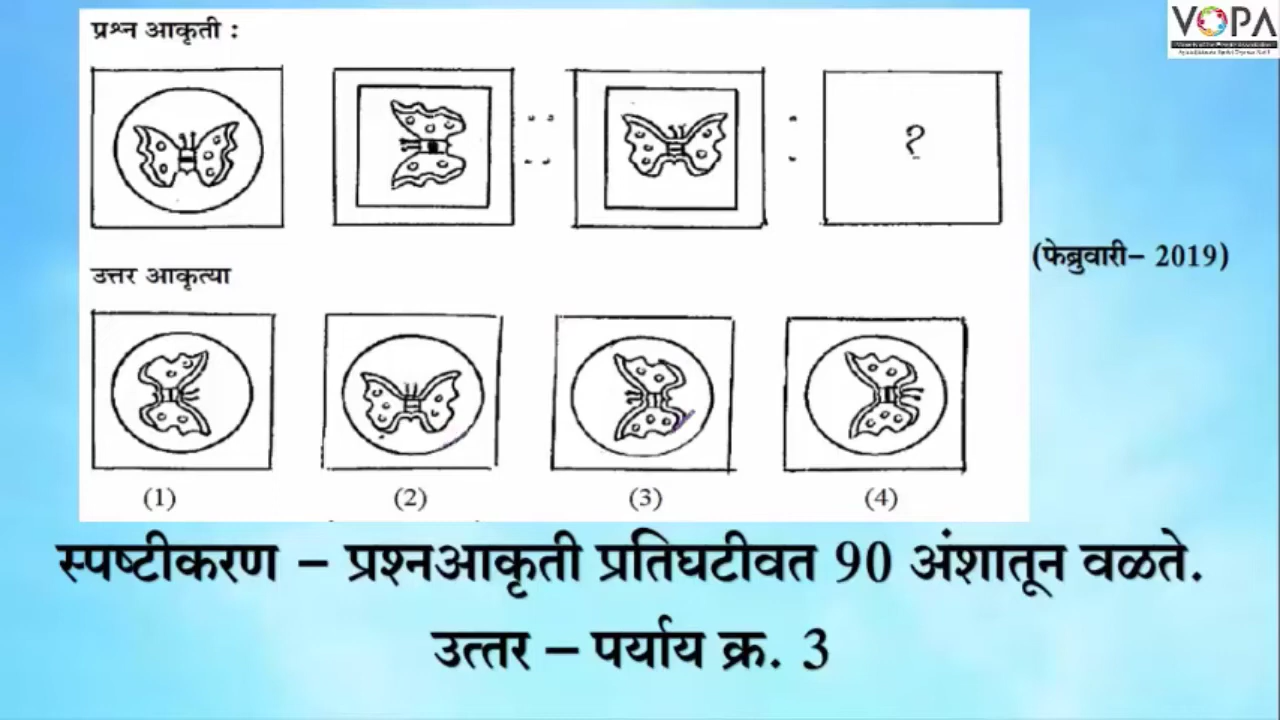 VOPA
प्रश्न आकृती :
?
(फेब्रुवारी– 2019)
उत्तर आकृत्या
(1) (2) (3) (4)
स्पष्टीकरण – प्रश्नआकृती प्रतिघटीवत 90 अंशातून वळते.
उत्तर – पर्याय क्र. 3